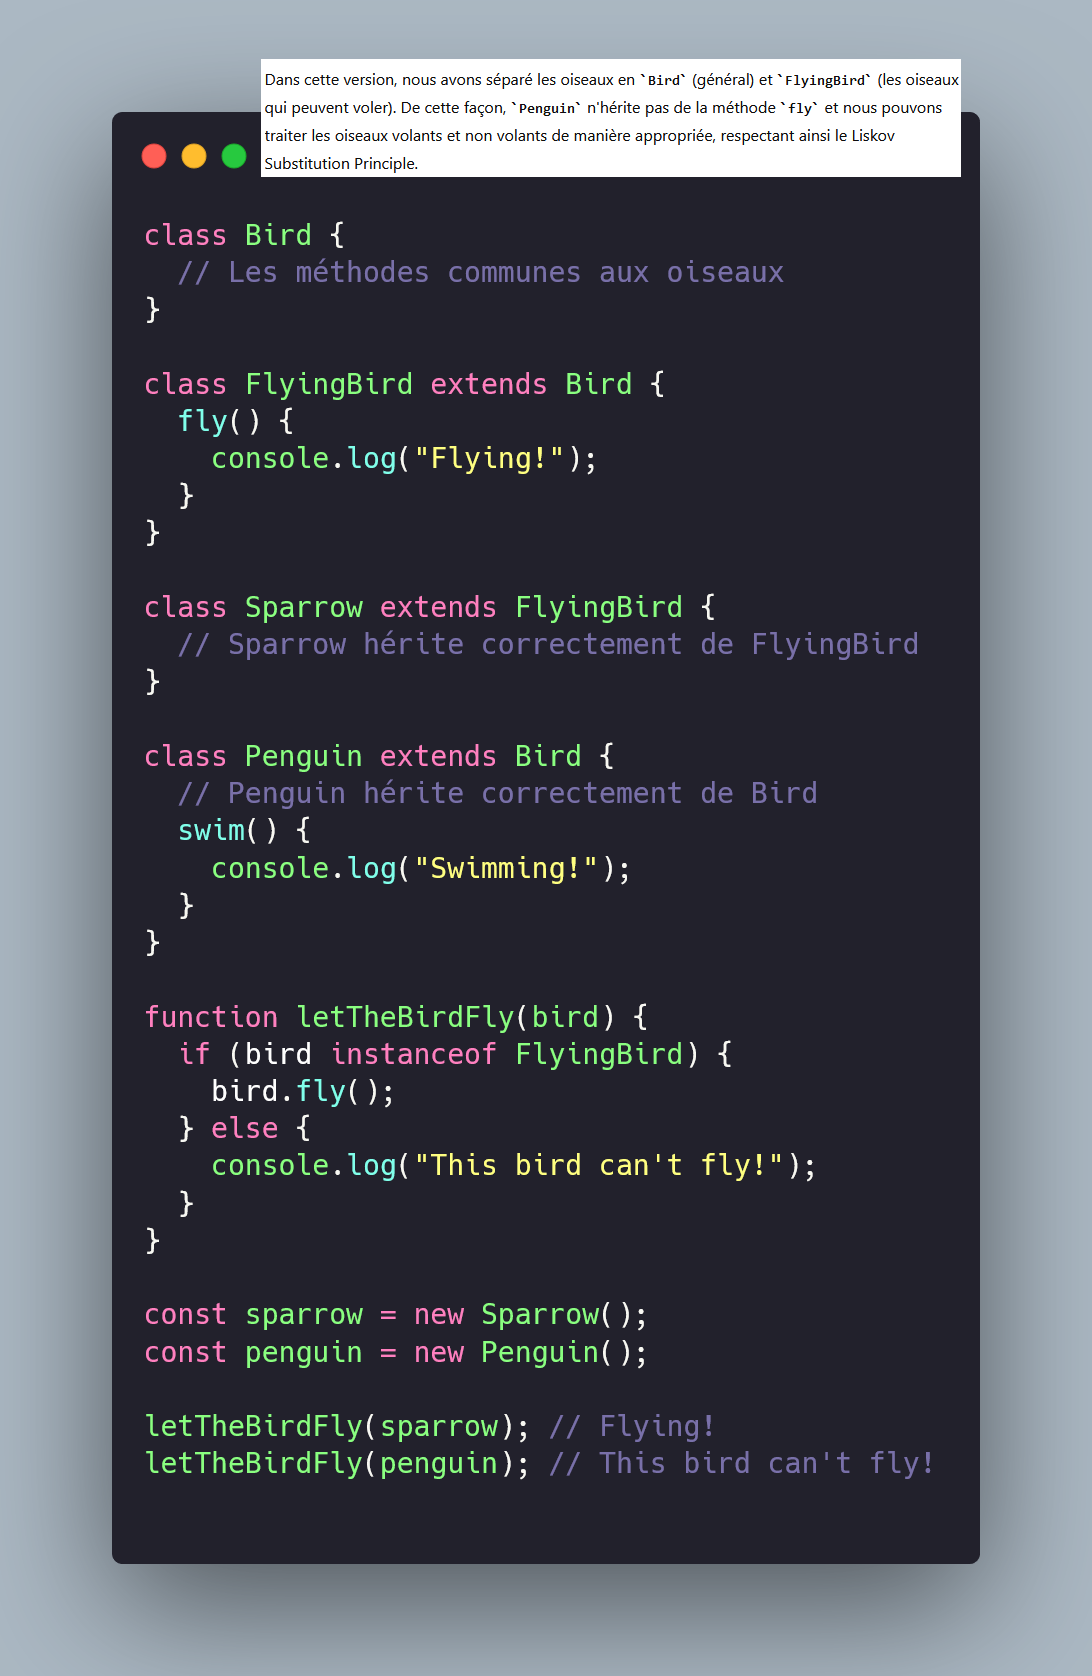 Dans cette version, nous avons séparé les oiseaux en `Bird` (général) et `FlyingBird` (les oiseaux
qui peuvent voler). De cette façon, `Penguin` n'hérite pas de la méthode `fly` et nous pouvons
traiter les oiseaux volants et non volants de manière appropriée, respectant ainsi le Liskov
Substitution Principle.
class Bird {
  // Les méthodes communes aux oiseaux
}
class FlyingBird extends Bird {
  fly() {
    console.log("Flying!");
  }
}
class Sparrow extends FlyingBird {
  // Sparrow hérite correctement de FlyingBird
}
class Penguin extends Bird {
  // Penguin hérite correctement de Bird
  swim() {
    console.log("Swimming!");
  }
}
function letTheBirdFly(bird) {
  if (bird instanceof FlyingBird) {
    bird.fly();
  } else {
    console.log("This bird can't fly!");
  }
}
const sparrow = new Sparrow();
const penguin = new Penguin();
letTheBirdFly(sparrow); // Flying!
letTheBirdFly(penguin); // This bird can't fly!